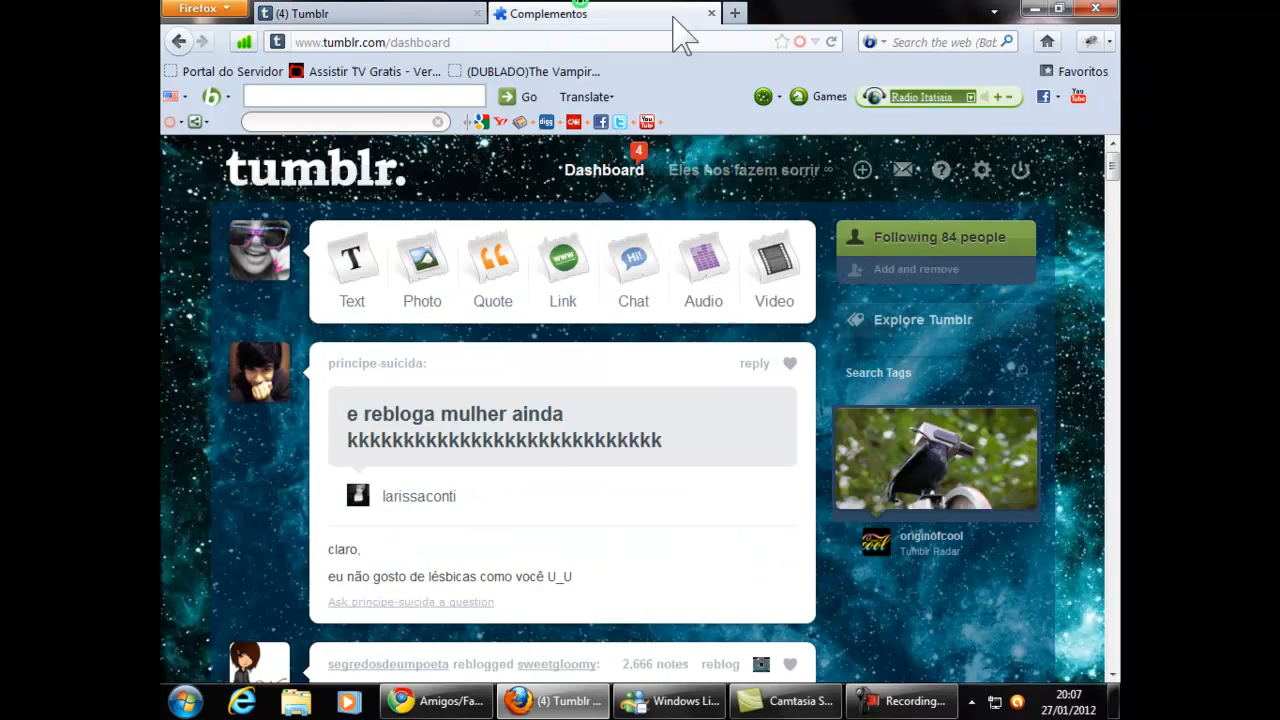 Firefox
(4) Tumblr
Complementos
www.tumblr.com/dashboard
Search the web (Bab
Portal do Servidor
Assistir TV Gratis - Ver...
(DUBLADO)The Vampir...
Favoritos
Go
Translate
Games
Radio Itatiaia
tumblr.
4
Dashboard
Eles nos fazem sorrir ∞
Text
Photo
Quote
Link
Chat
Audio
Video
Following 84 people
Add and remove
Explore Tumblr
Search Tags
principe-suicida:
reply
e rebloga mulher ainda
kkkkkkkkkkkkkkkkkkkkkkkkkkkk
larissaconti
claro,
eu não gosto de lésbicas como você U_U
Ask principe-suicida a question
originofcool
Tumblr Radar
segredosdeumpoeta reblogged sweetgloomy:
2,666 notes
reblog
Amigos/Fa...
(4) Tumblr ...
Windows Li...
Camtasia S...
Recording...
20:07
27/01/2012